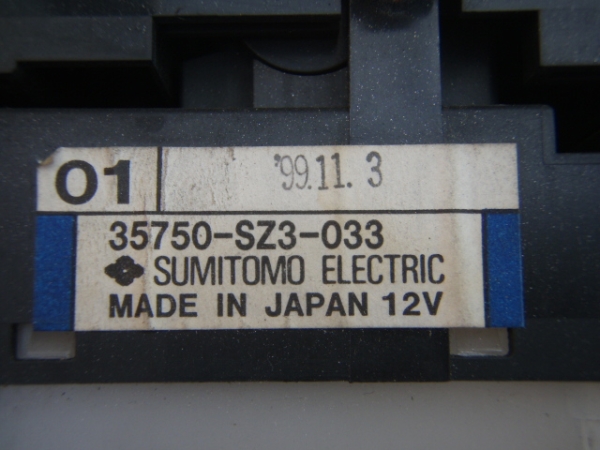 01 '99.11. 3
35750-SZ3-033
SUMITOMO ELECTRIC
MADE IN JAPAN 12V